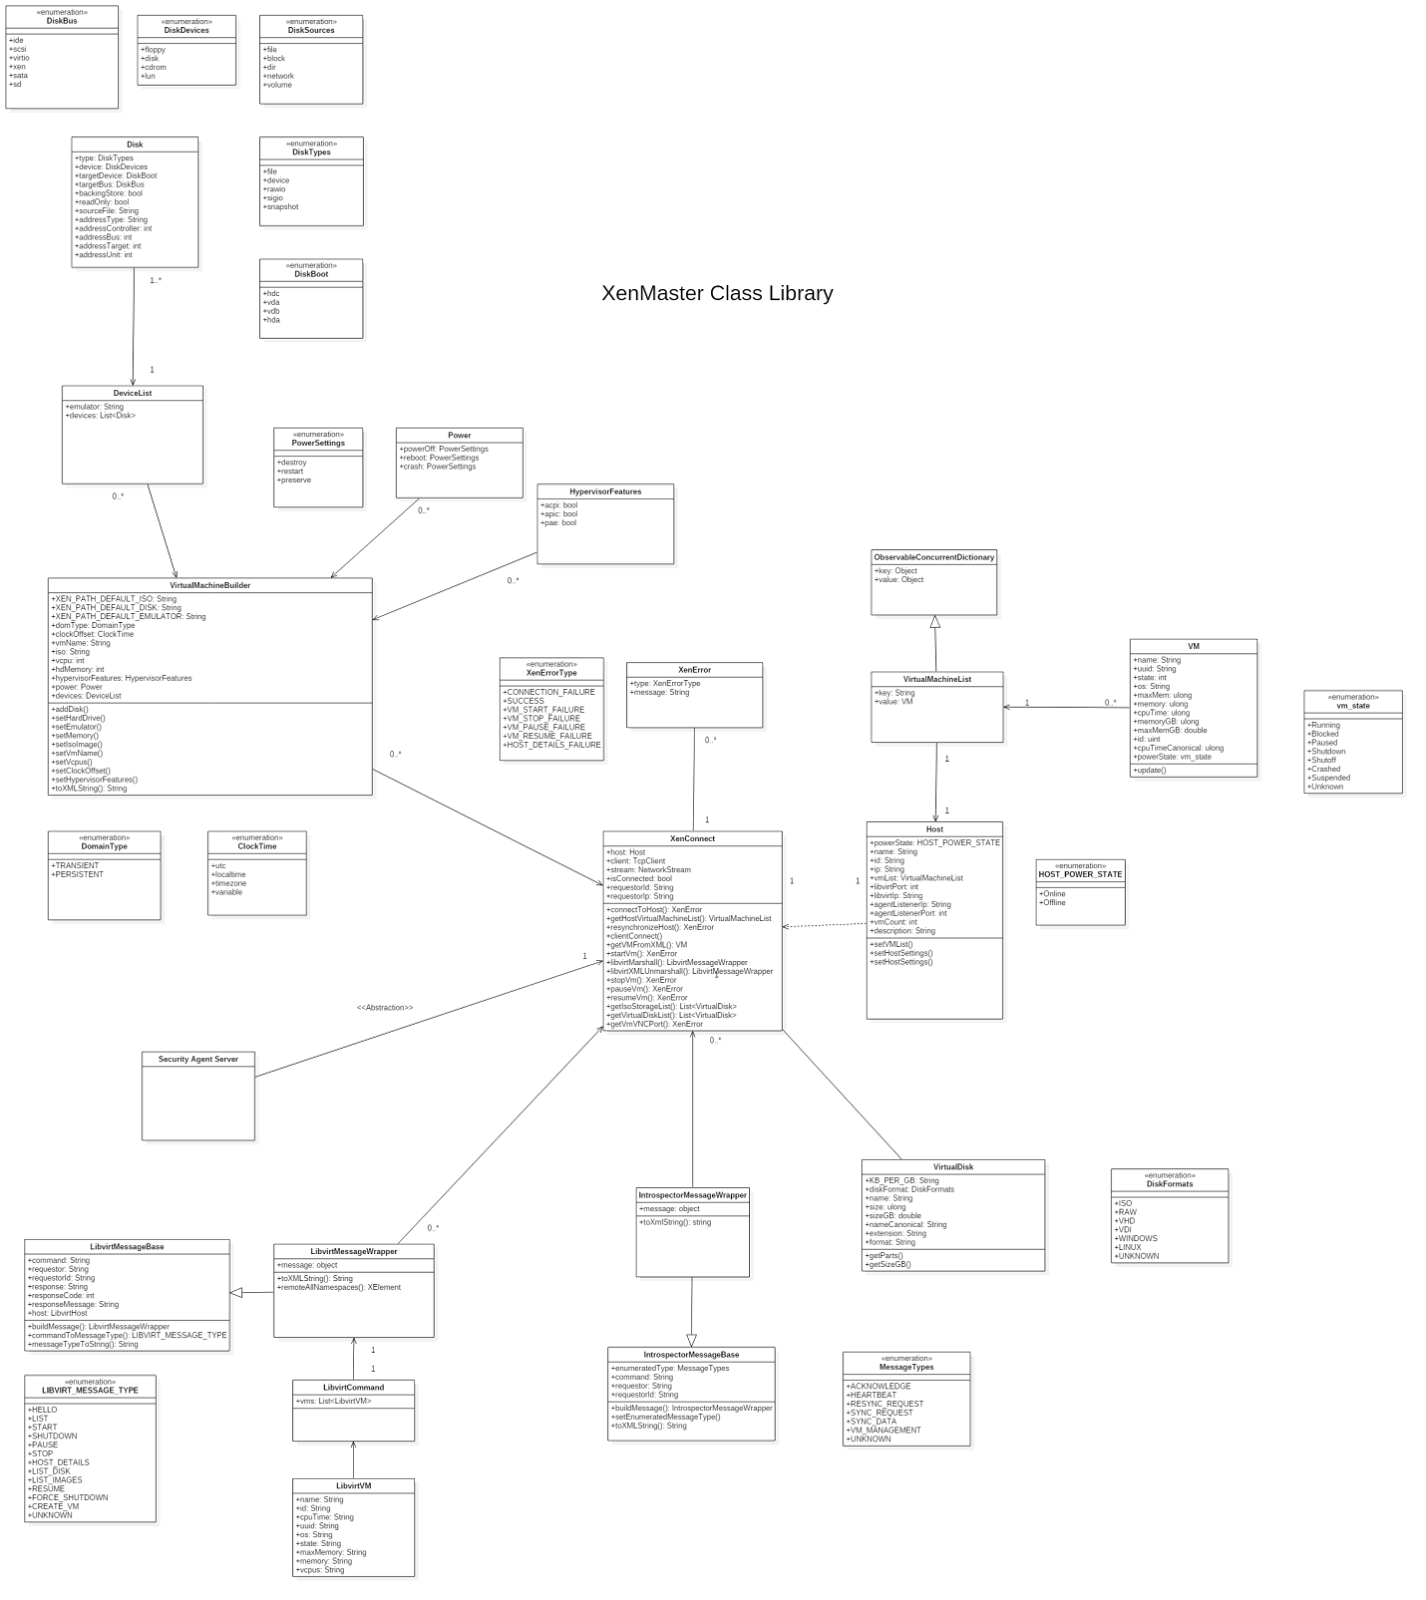 «enumeration»
DiskBus
+ide
+scsi
+virtio
+xen
+sata
+sd
«enumeration»
DiskDevices
+floppy
+disk
+cdrom
+lun
«enumeration»
DiskSources
+file
+block
+dir
+network
+volume
Disk
+type: DiskTypes
+device: DiskDevices
+targetDevice: DiskBoot
+targetBus: DiskBus
+backingStore: bool
+readOnly: bool
+sourceFile: String
+addressType: String
+addressController: int
+addressBus: int
+addressTarget: int
+addressUnit: int
«enumeration»
DiskTypes
+file
+device
+rawio
+sigio
+snapshot
«enumeration»
DiskBoot
+hdc
+vda
+vdb
+hda
1..*
1
XenMaster Class Library
DeviceList
+emulator: String
+devices: List<Disk>
0..*
«enumeration»
PowerSettings
+destroy
+restart
+preserve
Power
+powerOff: PowerSettings
+reboot: PowerSettings
+crash: PowerSettings
0..*
HypervisorFeatures
+acpi: bool
+apic: bool
+pae: bool
0..*
VirtualMachineBuilder
+XEN_PATH_DEFAULT_ISO: String
+XEN_PATH_DEFAULT_DISK: String
+XEN_PATH_DEFAULT_EMULATOR: String
+domType: DomainType
+clockOffset: ClockTime
+vmName: String
+iso: String
+vcpu: int
+hdMemory: int
+hypervisorFeatures: HypervisorFeatures
+power: Power
+devices: DeviceList
+addDisk()
+setHardDrive()
+setEmulator()
+setMemory()
+setIsoImage()
+setVmName()
+setVcpus()
+setClockOffset()
+setHypervisorFeatures()
+toXMLString(): String
0..*
«enumeration»
XenErrorType
+CONNECTION_FAILURE
+SUCCESS
+VM_START_FAILURE
+VM_STOP_FAILURE
+VM_PAUSE_FAILURE
+VM_RESUME_FAILURE
+HOST_DETAILS_FAILURE
XenError
+type: XenErrorType
+message: String
0..*
1
ObservableConcurrentDictionary
+key: Object
+value: Object
VirtualMachineList
+key: String
+value: VM
1
0..*
1
1
VM
+name: String
+uuid: String
+state: int
+os: String
+maxMem: ulong
+memory: ulong
+cpuTime: ulong
+memoryGB: ulong
+maxMemGB: double
+id: uint
+cpuTimeCanonical: ulong
+powerState: vm_state
+update()
«enumeration»
vm_state
+Running
+Blocked
+Paused
+Shutdown
+Shutoff
+Crashed
+Suspended
+Unknown
«enumeration»
DomainType
+TRANSIENT
+PERSISTENT
«enumeration»
ClockTime
+utc
+localtime
+timezone
+variable
XenConnect
+host: Host
+client: TcpClient
+stream: NetworkStream
+isConnected: bool
+requestorId: String
+requestorIp: String
+connectToHost(): XenError
+getHostVirtualMachineList(): VirtualMachineList
+resynchronizeHost(): XenError
+clientConnect()
+getVMFromXML(): VM
+startVm(): XenError
+libvirtMarshall(): LibvirtMessageWrapper
+libvirtXMLUnmarshall(): LibvirtMessageWrapper
1
+stopVm(): XenError
+pauseVm(): XenError
+resumeVm(): XenError
+getIsoStorageList(): List<VirtualDisk>
+getVirtualDiskList(): List<VirtualDisk>
+getVmVNCPort(): XenError
1
1
Host
+powerState: HOST_POWER_STATE
+name: String
+id: String
+ip: String
+vmList: VirtualMachineList
+libvirtPort: int
+libvirtIp: String
+agentListenerIp: String
+agentListenerPort: int
+vmCount: int
+description: String
+setVMList()
+setHostSettings()
+setHostSettings()
«enumeration»
HOST_POWER_STATE
+Online
+Offline
1
<<Abstraction>>
Security Agent Server
0..*
VirtualDisk
+KB_PER_GB: String
+diskFormat: DiskFormats
+name: String
+size: ulong
+sizeGB: double
+nameCanonical: String
+extension: String
+format: String
+getParts()
+getSizeGB()
«enumeration»
DiskFormats
+ISO
+RAW
+VHD
+VDI
+WINDOWS
+LINUX
+UNKNOWN
IntrospectorMessageWrapper
+message: object
+toXmlString(): string
0..*
LibvirtMessageBase
+command: String
+requestor: String
+requestorId: String
+response: String
+responseCode: int
+responseMessage: String
+host: LibvirtHost
+buildMessage(): LibvirtMessageWrapper
+commandToMessageType(): LIBVIRT_MESSAGE_TYPE
+messageTypeToString(): String
LibvirtMessageWrapper
+message: object
+toXMLString(): String
+remoteAllNamespaces(): XElement
1
1
IntrospectorMessageBase
+enumeratedType: MessageTypes
+command: String
+requestor: String
+requestorId: String
+buildMessage(): IntrospectorMessageWrapper
+setEnumeratedMessageType()
+toXMLString(): String
«enumeration»
MessageTypes
+ACKNOWLEDGE
+HEARTBEAT
+RESYNC_REQUEST
+SYNC_REQUEST
+SYNC_DATA
+VM_MANAGEMENT
+UNKNOWN
«enumeration»
LIBVIRT_MESSAGE_TYPE
+HELLO
+LIST
+START
+SHUTDOWN
+PAUSE
+STOP
+HOST_DETAILS
+LIST_DISK
+LIST_IMAGES
+RESUME
+FORCE_SHUTDOWN
+CREATE_VM
+UNKNOWN
LibvirtCommand
+vms: List<LibvirtVM>
LibvirtVM
+name: String
+id: String
+cpuTime: String
+uuid: String
+os: String
+state: String
+maxMemory: String
+memory: String
+vcpus: String